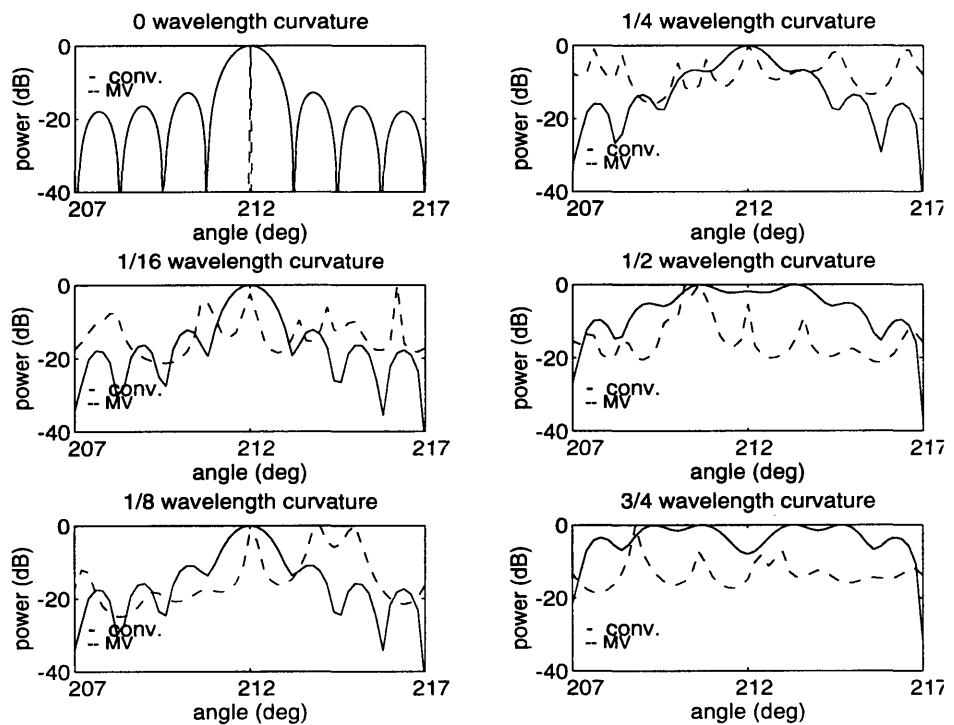 0 wavelength curvature
0
-20
-40
power (dB)
- conv.
-- MV
207
212
217
angle (deg)
1/16 wavelength curvature
0
-20
-40
power (dB)
- conv.
-- MV
207
212
217
angle (deg)
1/8 wavelength curvature
0
-20
-40
power (dB)
- conv.
-- MV
207
212
217
angle (deg)
1/4 wavelength curvature
0
-20
-40
power (dB)
- conv.
-- MV
207
212
217
angle (deg)
1/2 wavelength curvature
0
-20
-40
power (dB)
- conv.
-- MV
207
212
217
angle (deg)
3/4 wavelength curvature
0
-20
-40
power (dB)
- conv.
-- MV
207
212
217
angle (deg)